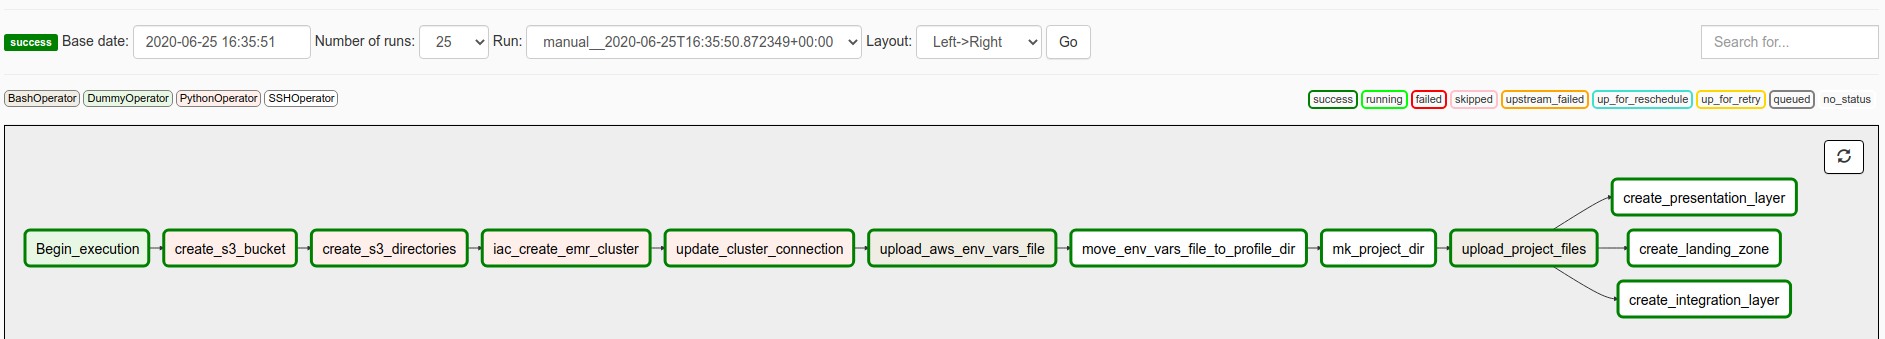 success Base date: 2020-06-25 16:35:51 Number of runs: 25 Run: manual__2020-06-25T16:35:50.872349+00:00 Layout: Left->Right Go Search for...
BashOperator DummyOperator PythonOperator SSHOperator success running failed skipped upstream_failed up_for_reschedule up_for_retry queued no_status
create_presentation_layer
Begin_execution create_s3_bucket create_s3_directories iac_create_emr_cluster update_cluster_connection upload_aws_env_vars_file move_env_vars_file_to_profile_dir mk_project_dir upload_project_files create_landing_zone
create_integration_layer